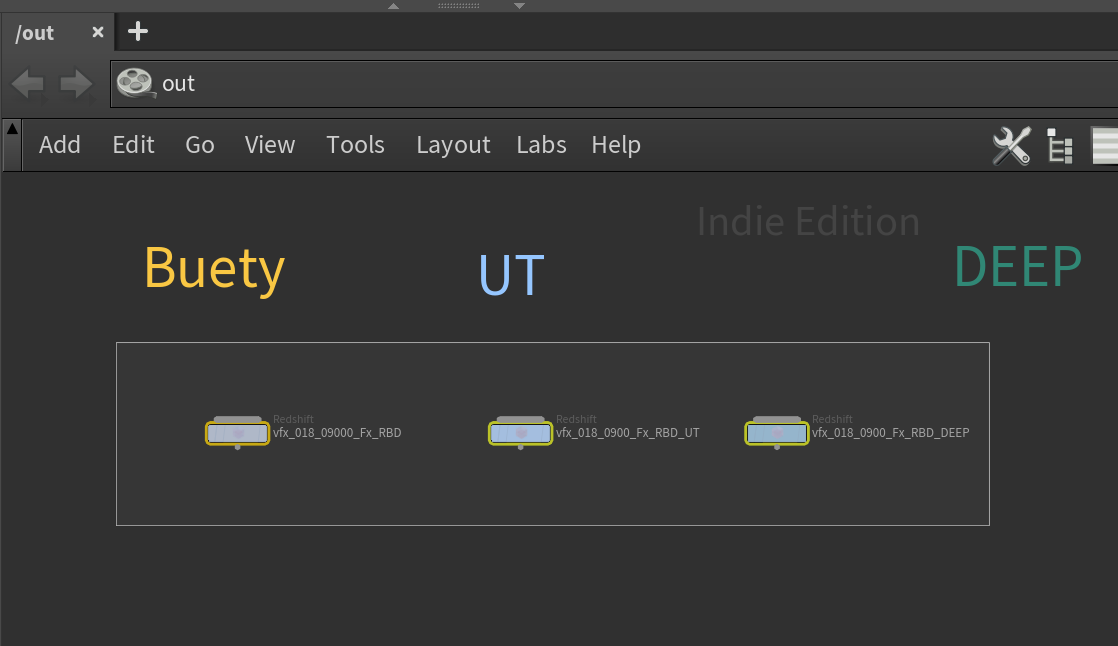 /out
out
Add Edit Go View Tools Layout Labs Help
Indie Edition
Buety UT DEEP
Redshift Redshift Redshift
vfx_018_09000_Fx_RBD vfx_018_0900_Fx_RBD_UT vfx_018_0900_Fx_RBD_DEEP